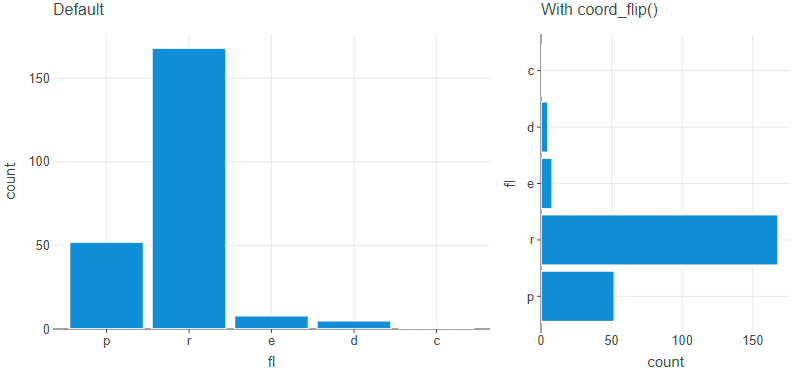 Default
count
150
100
50
0
p r e d c
fl
With coord_flip()
fl
c
d
e
r
p
0 50 100 150
count